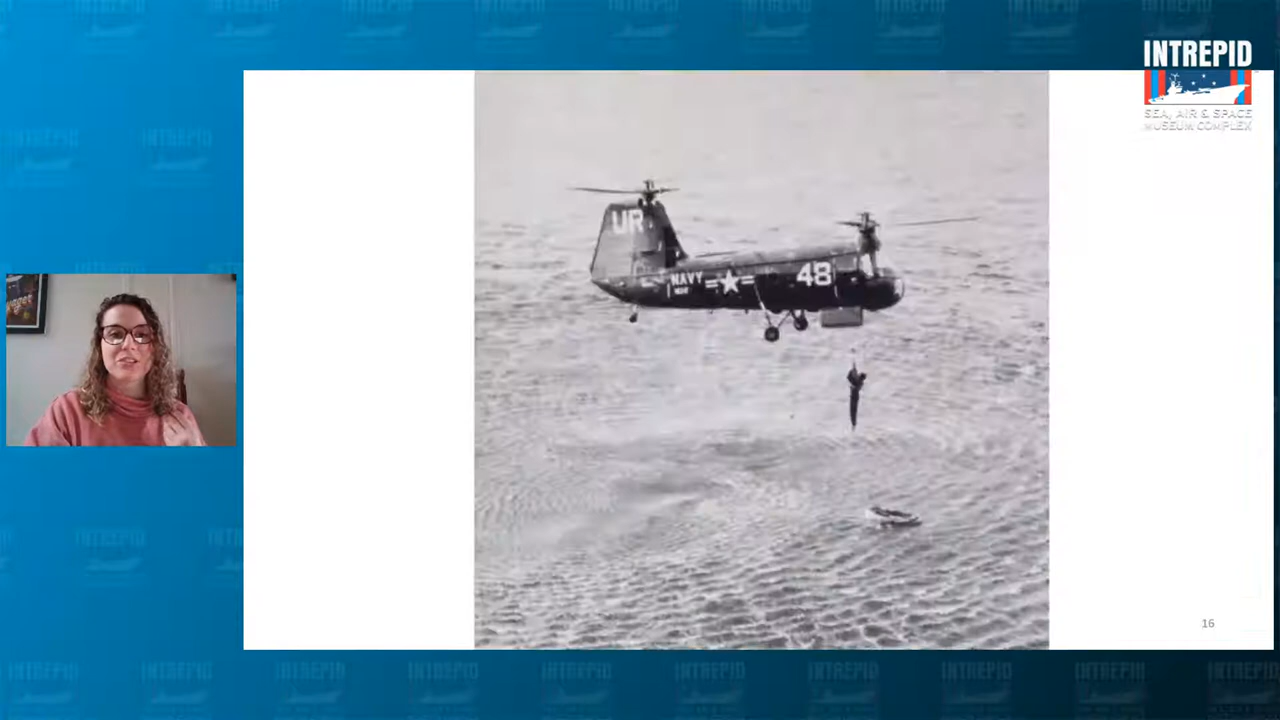 INTREPID
SEA, AIR & SPACE
MUSEUM COMPLEX
UR
NAVY
48
16